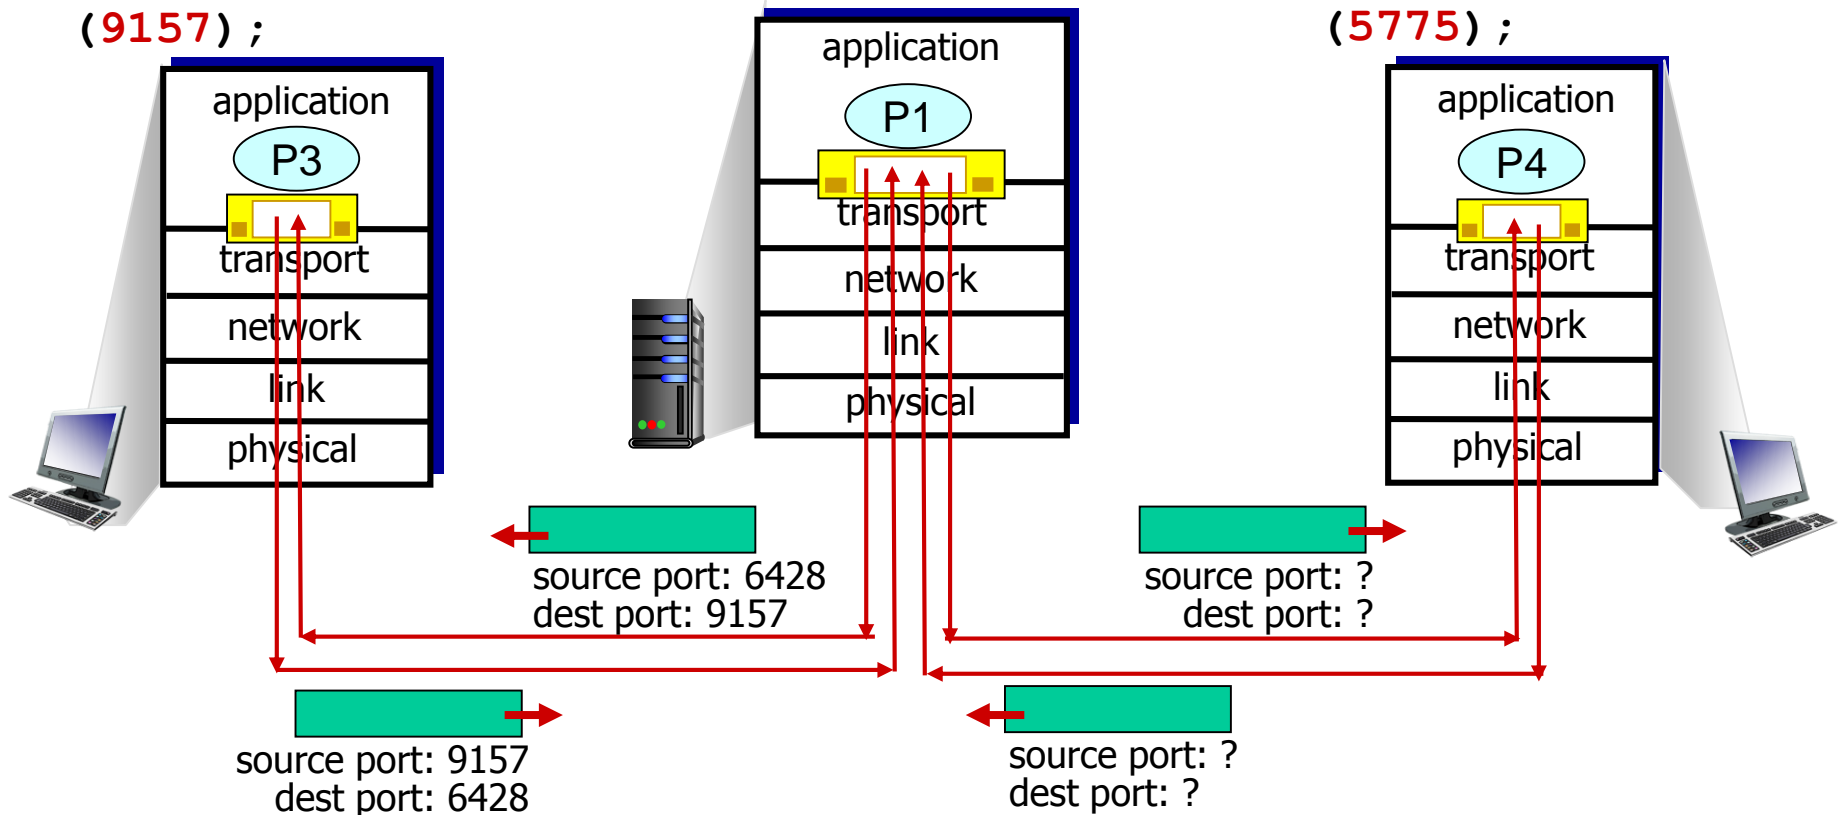 (9157);
application
P3
transport
network
link
physical
application
P1
transport
network
link
physical
(5775);
application
P4
transport
network
link
physical
source port: 6428
dest port: 9157
source port: ?
dest port: ?
source port: 9157
dest port: 6428
source port: ?
dest port: ?